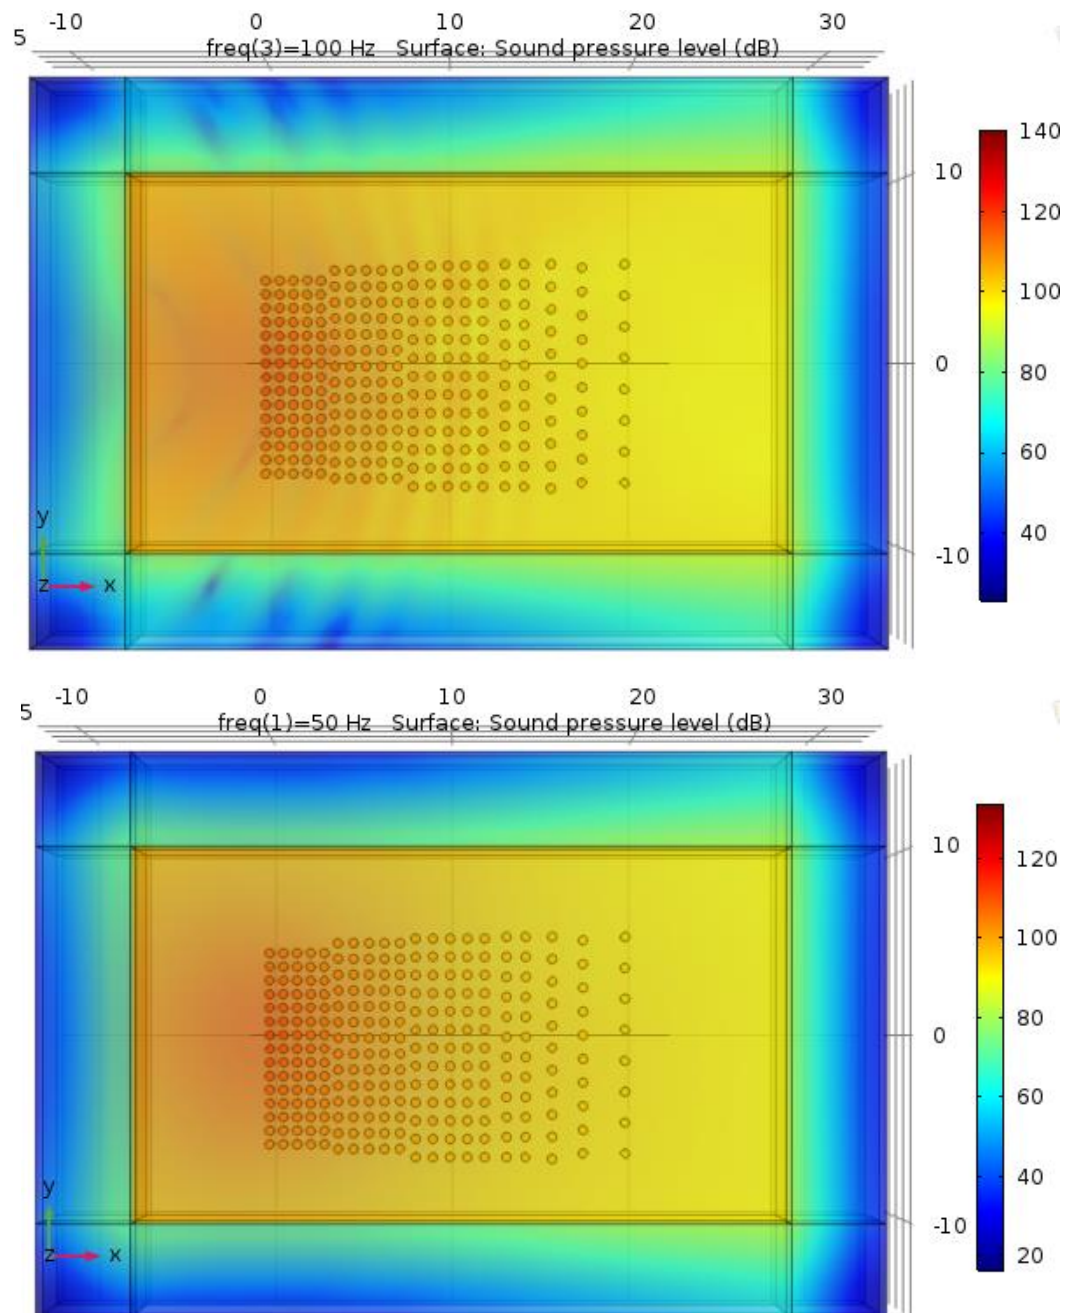 -10 0 10 20 30
5
freq(3)=100 Hz Surface: Sound pressure level (dB)
140
120
100
80
60
40
10
0
-10
y
z x
-10 0 10 20 30
5
freq(1)=50 Hz Surface: Sound pressure level (dB)
120
100
80
60
40
20
10
0
-10
y
z x